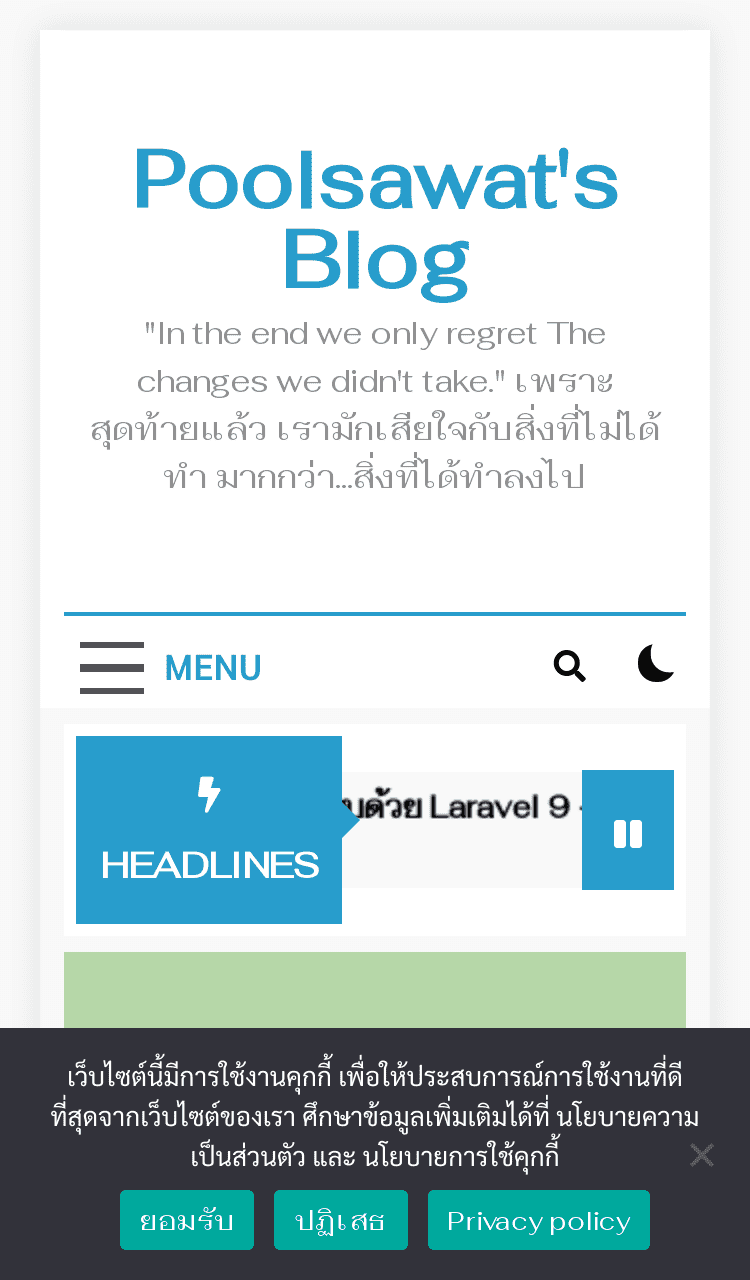 Poolsawat's
Blog
"In the end we only regret The
changes we didn't take." เพราะ
สุดท้ายแล้ว เรามักเสียใจกับสิ่งที่ไม่ได้
ทำ มากกว่า...สิ่งที่ได้ทำลงไป
MENU
HEADLINES
ด้วย Laravel 9 -
เว็บไซต์นี้มีการใช้งานคุกกี้ เพื่อให้ประสบการณ์การใช้งานที่ดี
ที่สุดจากเว็บไซต์ของเรา ศึกษาข้อมูลเพิ่มเติมได้ที่ นโยบายความ
เป็นส่วนตัว และ นโยบายการใช้คุกกี้
ยอมรับ
ปฏิเสธ
Privacy policy